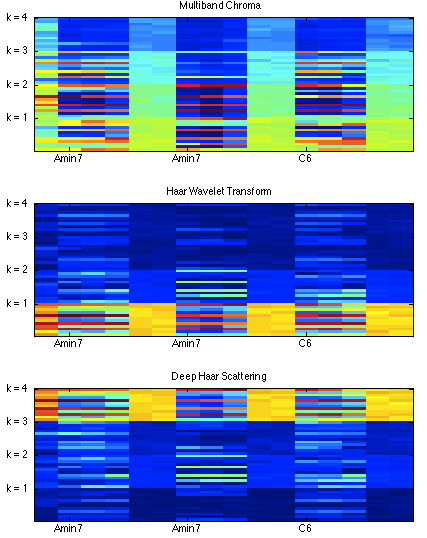 Multiband Chroma
k = 4
k = 3
k = 2
k = 1
Amin7 Amin7 C6
Haar Wavelet Transform
k = 4
k = 3
k = 2
k = 1
Amin7 Amin7 C6
Deep Haar Scattering
k = 4
k = 3
k = 2
k = 1
Amin7 Amin7 C6